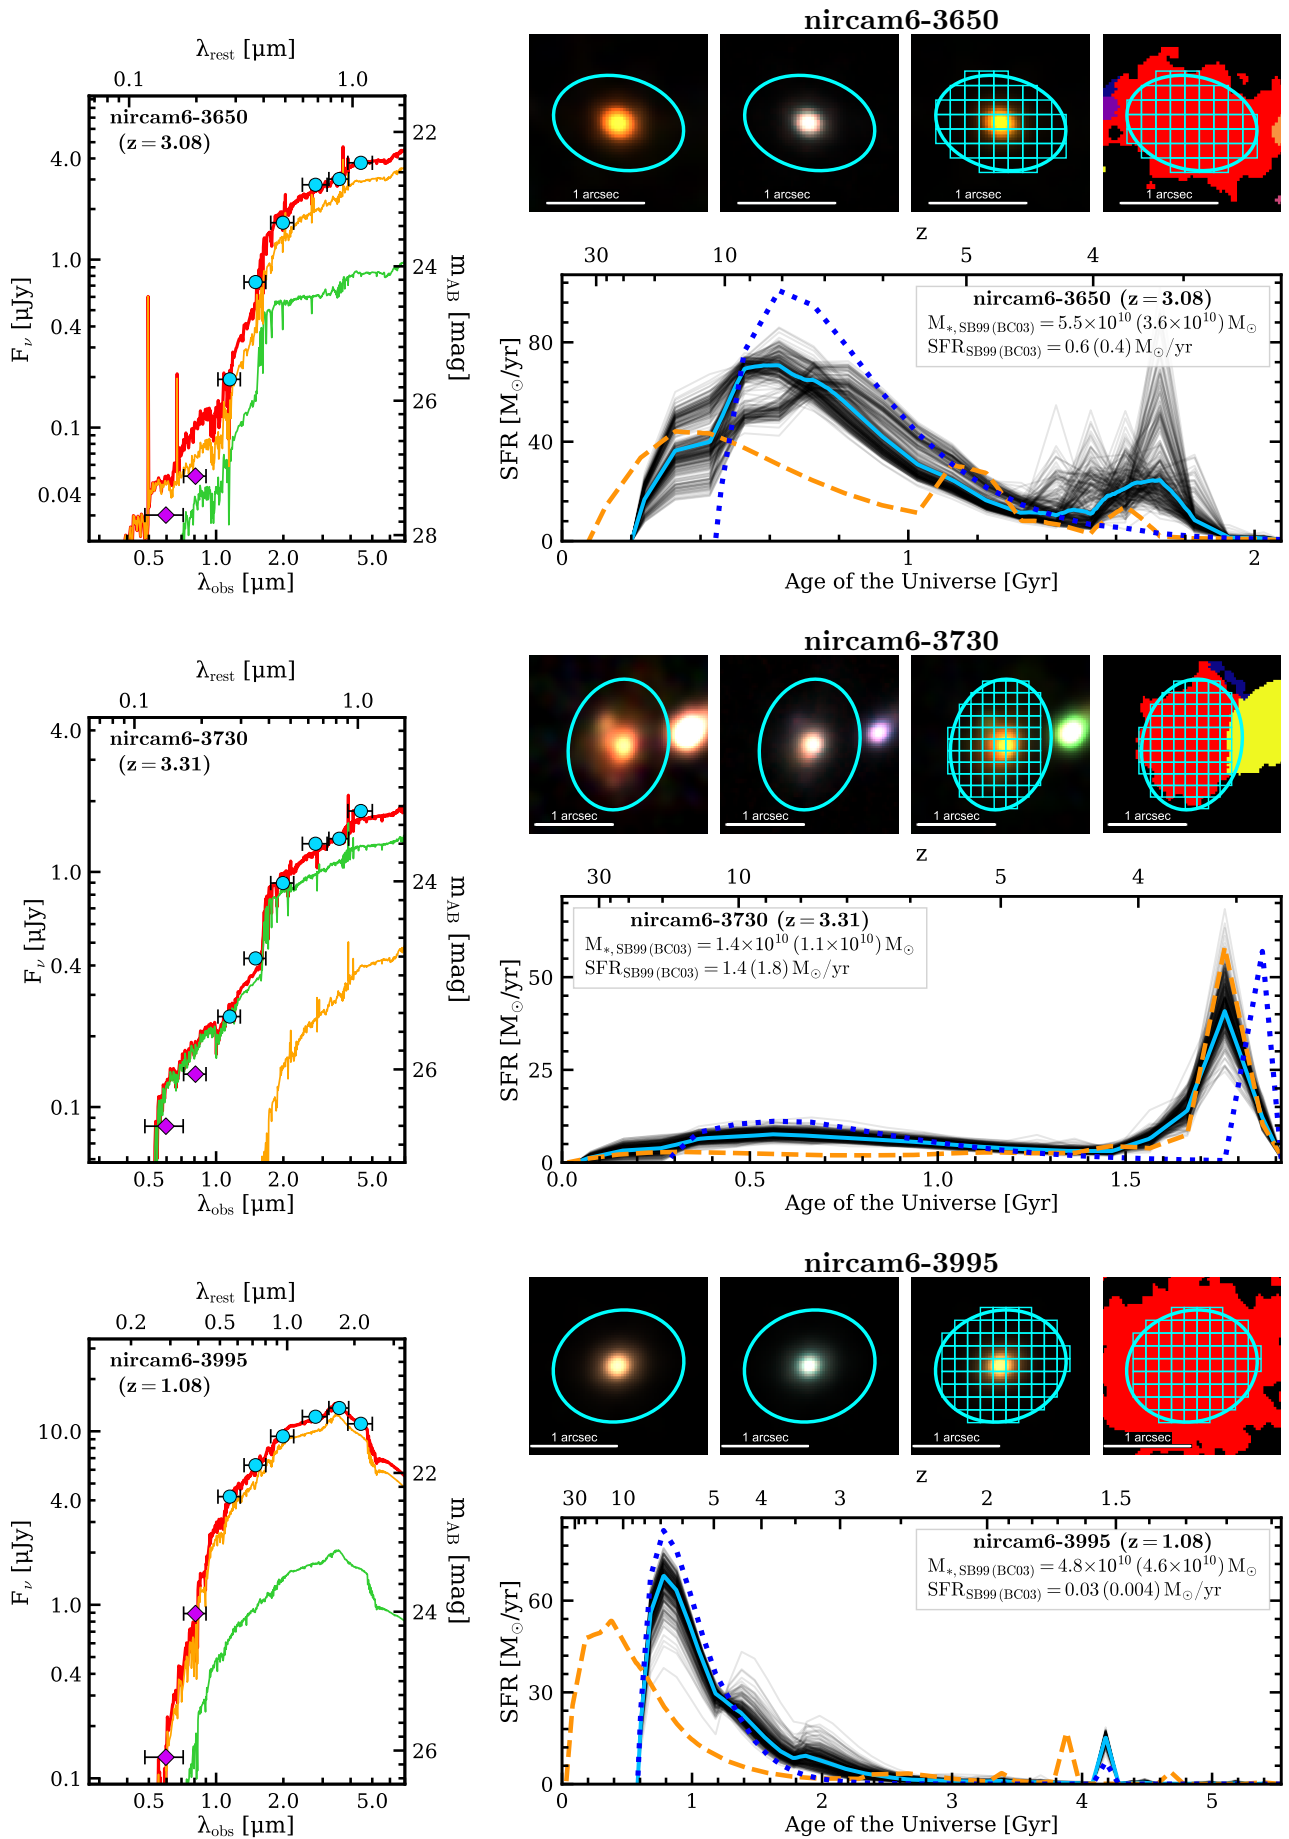 nircam6-3650
λrest [μm]
0.1 1.0
nircam6-3650
(z = 3.08)
4.0
1.0
0.4
0.1
0.04
Fν [μJy]
22
24
26
28
mAB [mag]
0.5 1.0 2.0 5.0
λobs [μm]
1 arcsec
1 arcsec
1 arcsec
1 arcsec
z
30 10 5 4
nircam6-3650 (z = 3.08)
M*, SB99 (BC03) = 5.5×10^10 (3.6×10^10) M⊙
SFRSB99 (BC03) = 0.6 (0.4) M⊙/yr
80
40
0
SFR [M⊙/yr]
0 1 2
Age of the Universe [Gyr]
nircam6-3730
λrest [μm]
0.1 1.0
nircam6-3730
(z = 3.31)
4.0
1.0
0.4
0.1
Fν [μJy]
24
26
mAB [mag]
0.5 1.0 2.0 5.0
λobs [μm]
1 arcsec
1 arcsec
1 arcsec
1 arcsec
z
30 10 5 4
nircam6-3730 (z = 3.31)
M*, SB99 (BC03) = 1.4×10^10 (1.1×10^10) M⊙
SFRSB99 (BC03) = 1.4 (1.8) M⊙/yr
50
25
0
SFR [M⊙/yr]
0.0 0.5 1.0 1.5
Age of the Universe [Gyr]
nircam6-3995
λrest [μm]
0.2 0.5 1.0 2.0
nircam6-3995
(z = 1.08)
10.0
4.0
1.0
0.4
0.1
Fν [μJy]
22
24
26
mAB [mag]
0.5 1.0 2.0 5.0
λobs [μm]
1 arcsec
1 arcsec
1 arcsec
1 arcsec
z
30 10 5 4 3 2 1.5
nircam6-3995 (z = 1.08)
M*, SB99 (BC03) = 4.8×10^10 (4.6×10^10) M⊙
SFRSB99 (BC03) = 0.03 (0.004) M⊙/yr
60
30
0
SFR [M⊙/yr]
0 1 2 3 4 5
Age of the Universe [Gyr]